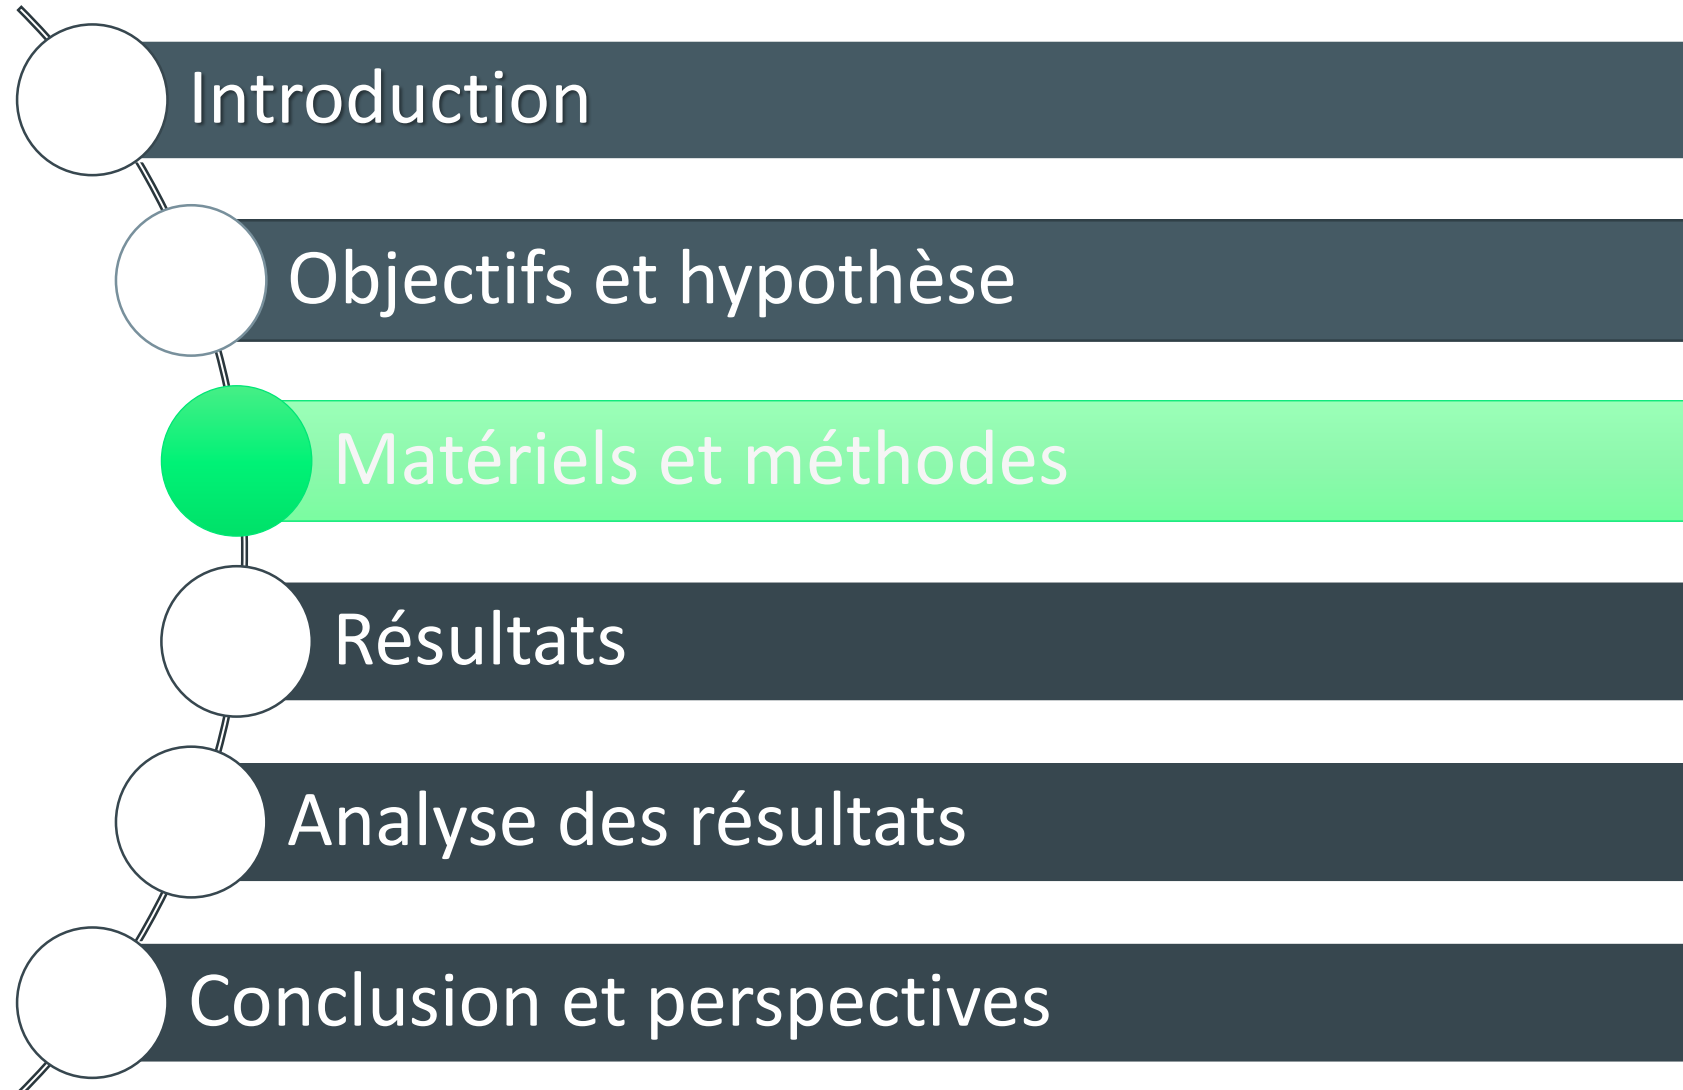 Introduction
Objectifs et hypothèse
Matériels et méthodes
Résultats
Analyse des résultats
Conclusion et perspectives